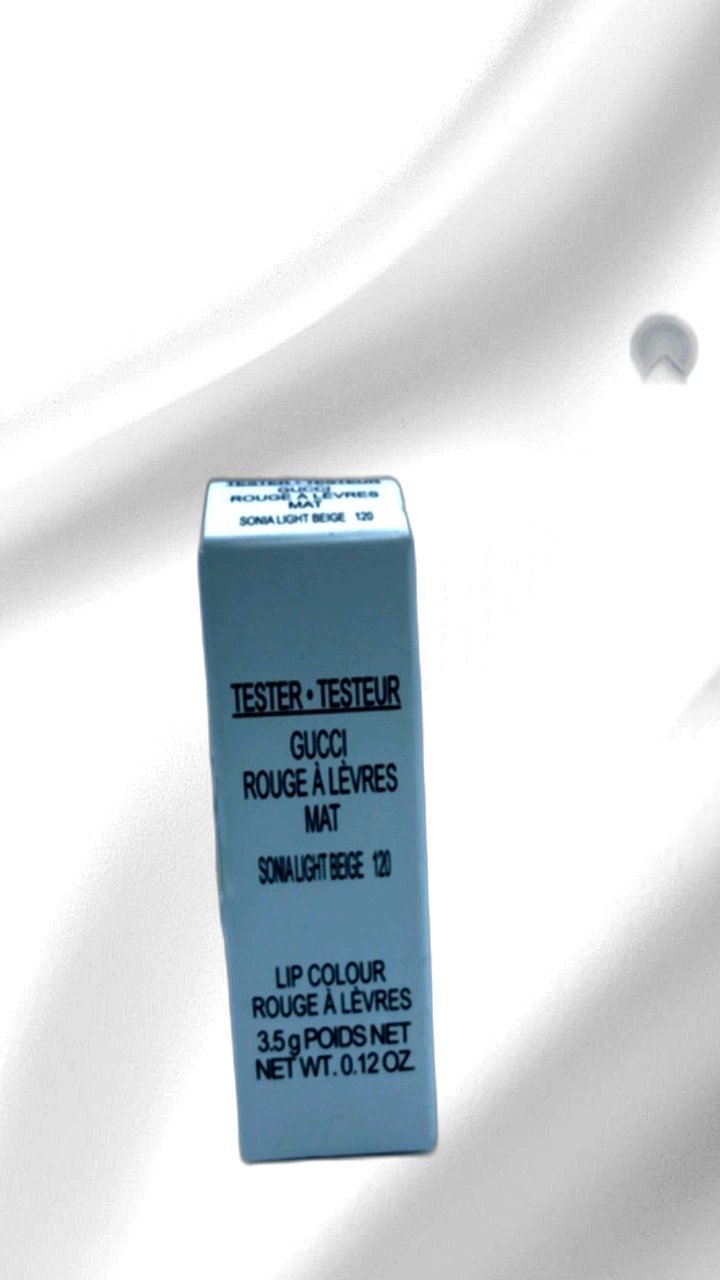 TESTER • TESTEUR
GUCCI
ROUGE À LÈVRES
MAT
SONIA LIGHT BEIGE 120
TESTER • TESTEUR
GUCCI
ROUGE À LÈVRES
MAT
SONIA LIGHT BEIGE 120
LIP COLOUR
ROUGE À LÈVRES
3.5 g POIDS NET
NET WT. 0.12 OZ